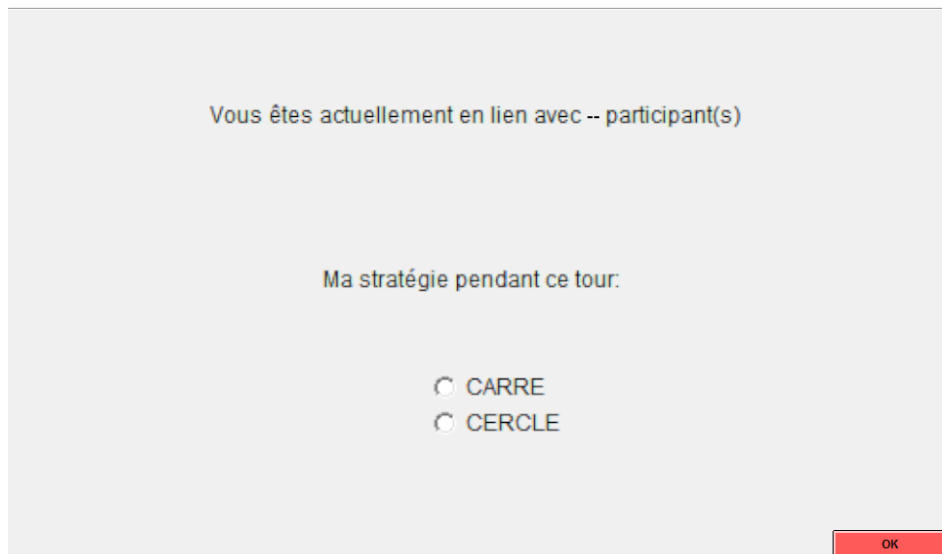 Vous êtes actuellement en lien avec -- participant(s)
Ma stratégie pendant ce tour:
CARRE
CERCLE
OK